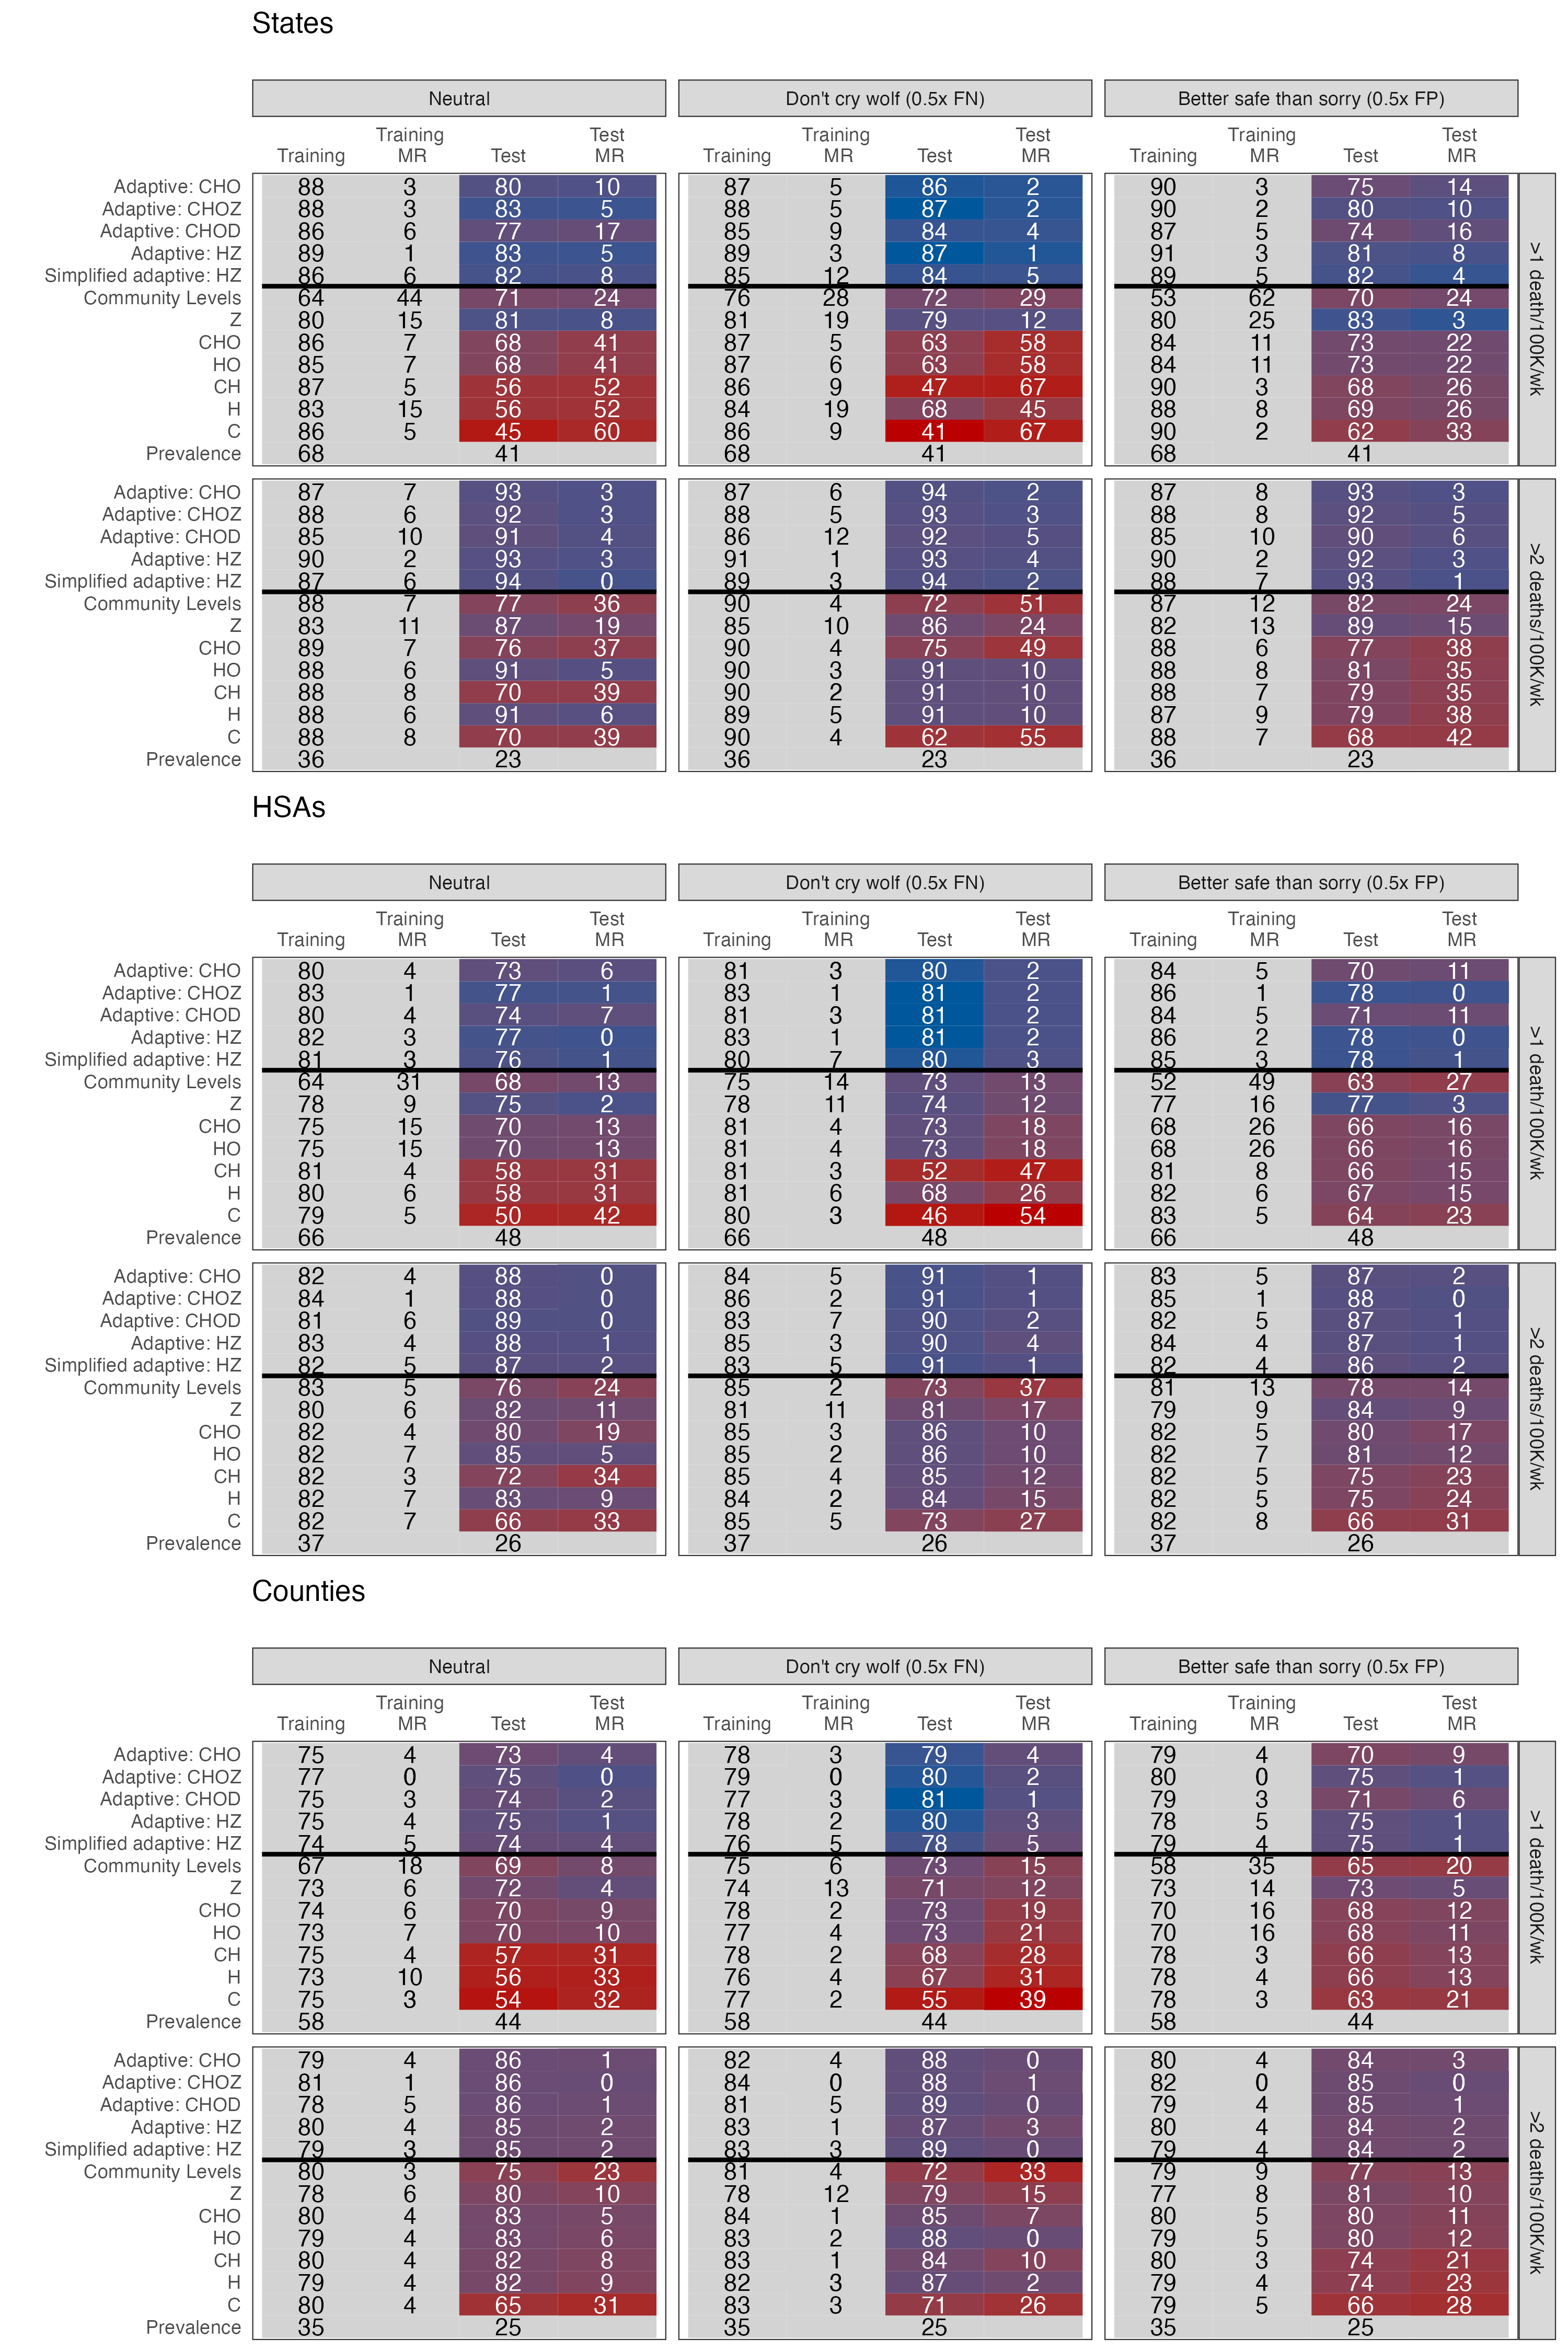 States
Neutral Don't cry wolf (0.5x FN) Better safe than sorry (0.5x FP)
Training Test Training Test Training Test
Training MR Test MR Training MR Test MR Training MR Test MR
Adaptive: CHO 88 3 80 10 87 5 86 2 90 3 75 14
Adaptive: CHOZ 88 3 83 5 88 5 87 2 90 2 80 10
Adaptive: CHOD 86 6 77 17 85 9 84 4 87 5 74 16
Adaptive: HZ 89 1 83 5 89 3 87 1 91 3 81 8
Simplified adaptive: HZ 86 6 82 8 85 12 84 5 89 5 82 4
Community Levels 64 44 71 24 76 28 72 29 53 62 70 24
Z 80 15 81 8 81 19 79 12 80 25 83 3
CHO 86 7 68 41 87 5 63 58 84 11 73 22
HO 85 7 68 41 87 6 63 58 84 11 73 22
CH 87 5 56 52 86 9 47 67 90 3 68 26
H 83 15 56 52 84 19 68 45 88 8 69 26
C 86 5 45 60 86 9 41 67 90 2 62 33
Prevalence 68 41 68 41 68 41
>1 death/100K/wk
Adaptive: CHO 87 7 93 3 87 6 94 2 87 8 93 3
Adaptive: CHOZ 88 6 92 3 88 5 93 3 88 8 92 5
Adaptive: CHOD 85 10 91 4 86 12 92 5 85 10 90 6
Adaptive: HZ 90 2 93 3 91 1 93 4 90 2 92 3
Simplified adaptive: HZ 87 6 94 0 89 3 94 2 88 7 93 1
Community Levels 88 7 77 36 90 4 72 51 87 12 82 24
Z 83 11 87 19 85 10 86 24 82 13 89 15
CHO 89 7 76 37 90 4 75 49 88 6 77 38
HO 88 6 91 5 90 3 91 10 88 8 81 35
CH 88 8 70 39 90 2 91 10 88 7 79 35
H 88 6 91 6 89 5 91 10 87 9 79 38
C 88 8 70 39 90 4 62 55 88 7 68 42
Prevalence 36 23 36 23 36 23
>2 deaths/100K/wk
HSAs
Neutral Don't cry wolf (0.5x FN) Better safe than sorry (0.5x FP)
Training Test Training Test Training Test
Training MR Test MR Training MR Test MR Training MR Test MR
Adaptive: CHO 80 4 73 6 81 3 80 2 84 5 70 11
Adaptive: CHOZ 83 1 77 1 83 1 81 2 86 1 78 0
Adaptive: CHOD 80 4 74 7 81 3 81 2 84 5 71 11
Adaptive: HZ 82 3 77 0 83 1 81 2 86 2 78 0
Simplified adaptive: HZ 81 3 76 1 80 7 80 3 85 3 78 1
Community Levels 64 31 68 13 75 14 73 13 52 49 63 27
Z 78 9 75 2 78 11 74 12 77 16 77 3
CHO 75 15 70 13 81 4 73 18 68 26 66 16
HO 75 15 70 13 81 4 73 18 68 26 66 16
CH 81 4 58 31 81 3 52 47 81 8 66 15
H 80 6 58 31 81 6 68 26 82 6 67 15
C 79 5 50 42 80 3 46 54 83 5 64 23
Prevalence 66 48 66 48 66 48
>1 death/100K/wk
Adaptive: CHO 82 4 88 0 84 5 91 1 83 5 87 2
Adaptive: CHOZ 84 1 88 0 86 2 91 1 85 1 88 0
Adaptive: CHOD 81 6 89 0 83 7 90 2 82 5 87 1
Adaptive: HZ 83 4 88 1 85 3 90 4 84 4 87 1
Simplified adaptive: HZ 82 5 87 2 83 5 91 1 82 4 86 2
Community Levels 83 5 76 24 85 2 73 37 81 13 78 14
Z 80 6 82 11 81 11 81 17 79 9 84 9
CHO 82 4 80 19 85 3 86 10 82 5 80 17
HO 82 7 85 5 85 2 86 10 82 7 81 12
CH 82 3 72 34 85 4 85 12 82 5 75 23
H 82 7 83 9 84 2 84 15 82 5 75 24
C 82 7 66 33 85 5 73 27 82 8 66 31
Prevalence 37 26 37 26 37 26
>2 deaths/100K/wk
Counties
Neutral Don't cry wolf (0.5x FN) Better safe than sorry (0.5x FP)
Training Test Training Test Training Test
Training MR Test MR Training MR Test MR Training MR Test MR
Adaptive: CHO 75 4 73 4 78 3 79 4 79 4 70 9
Adaptive: CHOZ 77 0 75 0 79 0 80 2 80 0 75 1
Adaptive: CHOD 75 3 74 2 77 3 81 1 79 3 71 6
Adaptive: HZ 75 4 75 1 78 2 80 3 78 5 75 1
Simplified adaptive: HZ 74 5 74 4 76 5 78 5 79 4 75 1
Community Levels 67 18 69 8 75 6 73 15 58 35 65 20
Z 73 6 72 4 74 13 71 12 73 14 73 5
CHO 74 6 70 9 78 2 73 19 70 16 68 12
HO 73 7 70 10 77 4 73 21 70 16 68 11
CH 75 4 57 31 78 2 68 28 78 3 66 13
H 73 10 56 33 76 4 67 31 78 4 66 13
C 75 3 54 32 77 2 55 39 78 3 63 21
Prevalence 58 44 58 44 58 44
>1 death/100K/wk
Adaptive: CHO 79 4 86 1 82 4 88 0 80 4 84 3
Adaptive: CHOZ 81 1 86 0 84 0 88 1 82 0 85 0
Adaptive: CHOD 78 5 86 1 81 5 89 0 79 4 85 1
Adaptive: HZ 80 4 85 2 83 1 87 3 80 4 84 2
Simplified adaptive: HZ 79 3 85 2 83 3 89 0 79 4 84 2
Community Levels 80 3 75 23 81 4 72 33 79 9 77 13
Z 78 6 80 10 78 12 79 15 77 8 81 10
CHO 80 4 83 5 84 1 85 7 80 5 80 11
HO 79 4 83 6 83 2 88 0 79 5 80 12
CH 80 4 82 8 83 1 84 10 80 3 74 21
H 79 4 82 9 82 3 87 2 79 4 74 23
C 80 4 65 31 83 3 71 26 79 5 66 28
Prevalence 35 25 35 25 35 25
>2 deaths/100K/wk